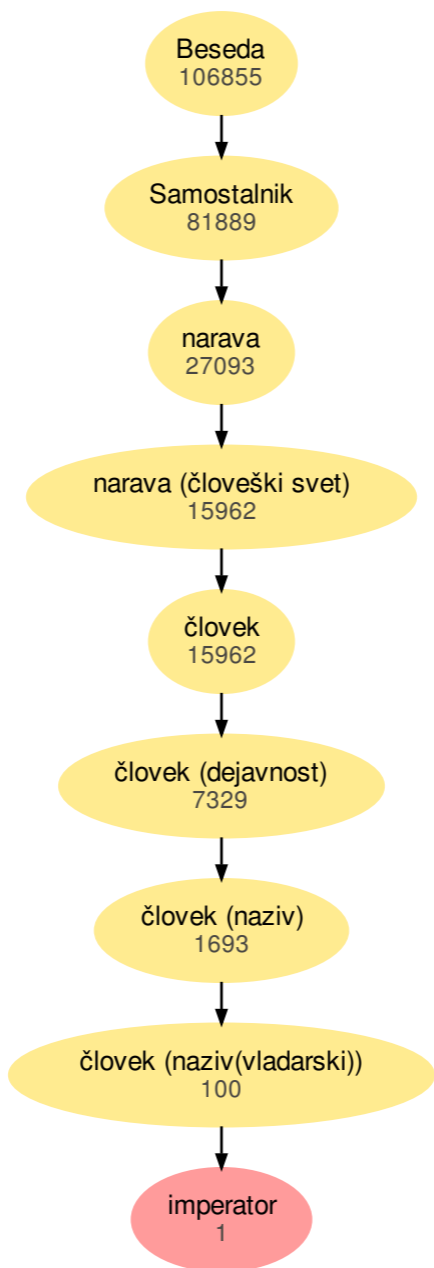 Beseda
106855
Samostalnik
81889
narava
27093
narava (človeški svet)
15962
človek
15962
človek (dejavnost)
7329
človek (naziv)
1693
človek (naziv(vladarski))
100
imperator
1